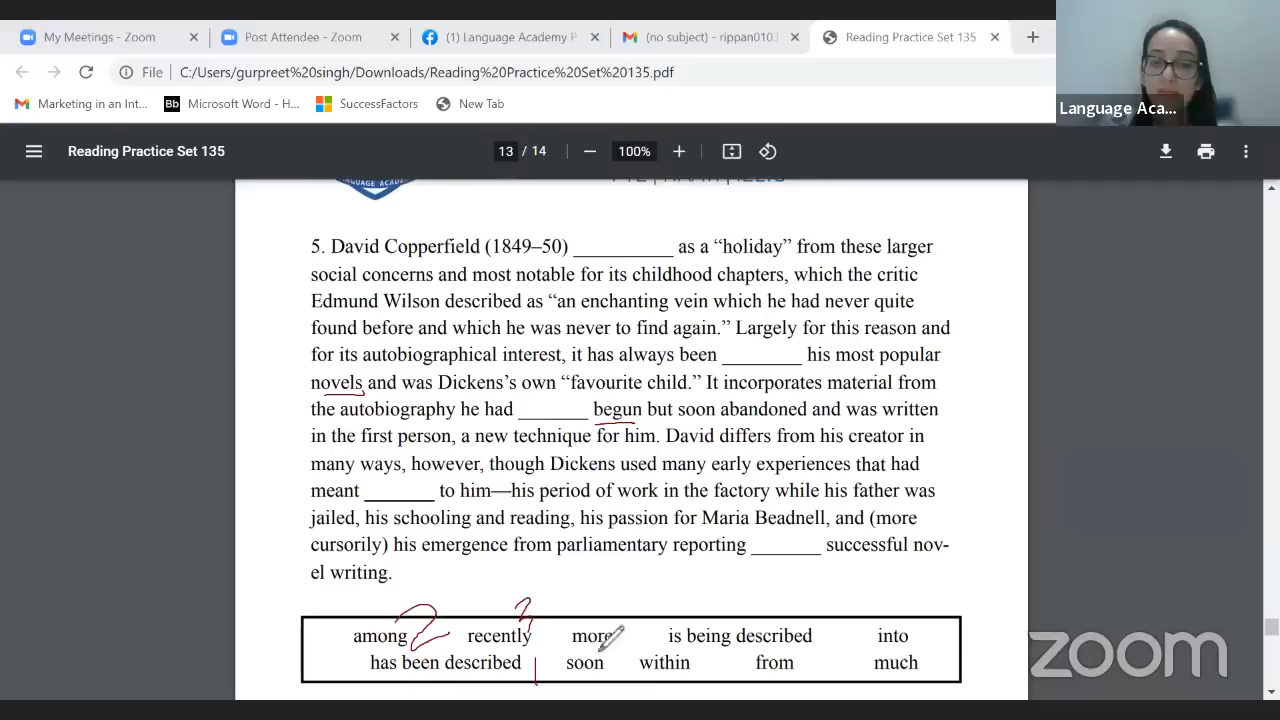 My Meetings - Zoom
Post Attendee - Zoom
(1) Language Academy P
(no subject) - rippan0103
Reading Practice Set 135
File C:/Users/gurpreet%20singh/Downloads/Reading%20Practice%20Set%20135.pdf
Marketing in an Int...
Bb Microsoft Word - H...
SuccessFactors
New Tab
Language Aca...
Reading Practice Set 135
13 / 14
100%
NGUAGE ACADE
5. David Copperfield (1849–50) __________ as a “holiday” from these larger
social concerns and most notable for its childhood chapters, which the critic
Edmund Wilson described as “an enchanting vein which he had never quite
found before and which he was never to find again.” Largely for this reason and
for its autobiographical interest, it has always been ________ his most popular
novels and was Dickens’s own “favourite child.” It incorporates material from
the autobiography he had _______ begun but soon abandoned and was written
in the first person, a new technique for him. David differs from his creator in
many ways, however, though Dickens used many early experiences that had
meant _______ to him—his period of work in the factory while his father was
jailed, his schooling and reading, his passion for Maria Beadnell, and (more
cursorily) his emergence from parliamentary reporting _______ successful nov-
el writing.
2 3
among recently more is being described into
has been described 1 soon within from much
zoom